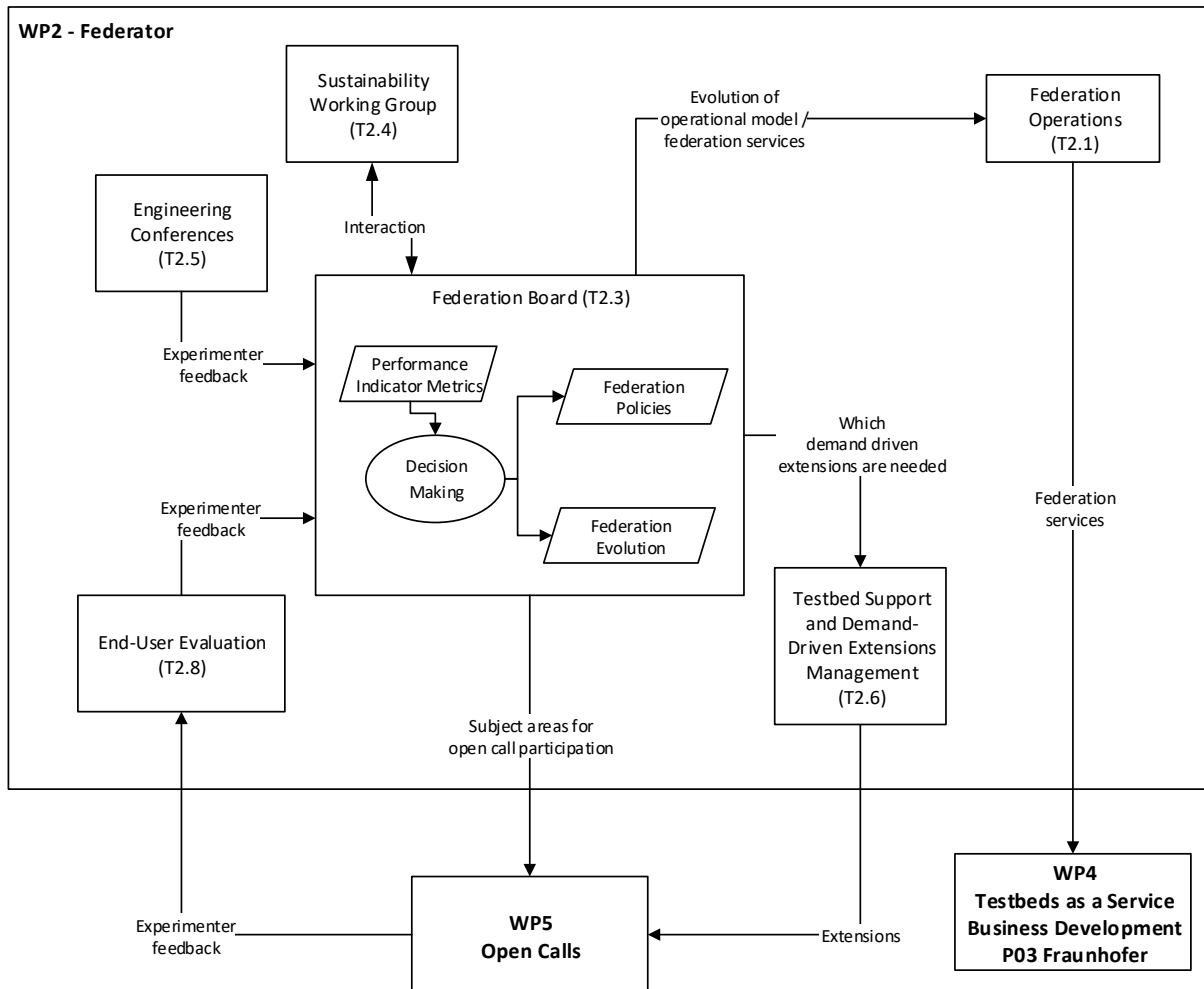 WP2 - Federator
Sustainability
Working Group
(T2.4)
Evolution of
operational model /
federation services
Federation
Operations
(T2.1)
Engineering
Conferences
(T2.5)
Interaction
Federation Board (T2.3)
Experimenter
feedback
Performance
Indicator Metrics
Federation
Policies
Which
demand driven
extensions are needed
Decision
Making
Experimenter
feedback
Federation
services
Federation
Evolution
Testbed Support
and Demand-
Driven Extensions
Management
(T2.6)
End-User Evaluation
(T2.8)
Subject areas for
open call participation
WP4
Testbeds as a Service
Business Development
P03 Fraunhofer
WP5
Open Calls
Experimenter
feedback
Extensions